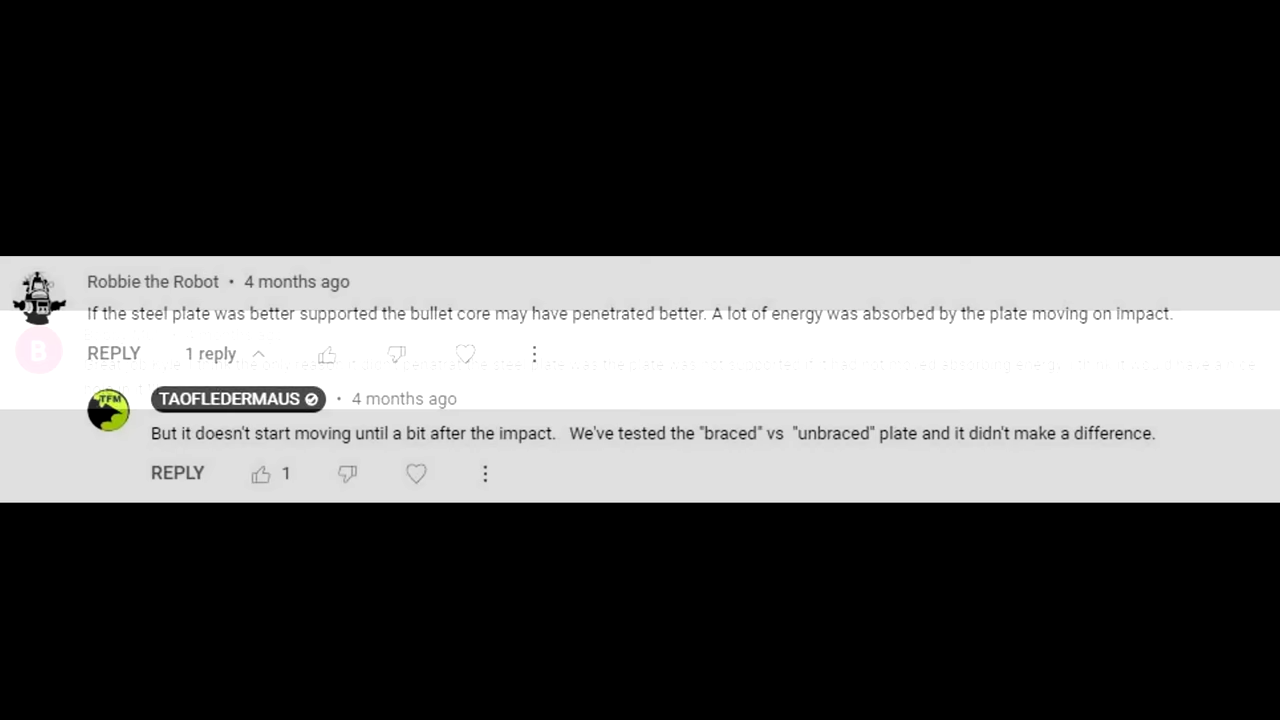 Robbie the Robot • 4 months ago
If the steel plate was better supported the bullet core may have penetrated better. A lot of energy was absorbed by the plate moving on impact.
B
REPLY 1 reply
TFM TAOFLEDERMAUS • 4 months ago
But it doesn't start moving until a bit after the impact. We've tested the "braced" vs "unbraced" plate and it didn't make a difference.
REPLY 1